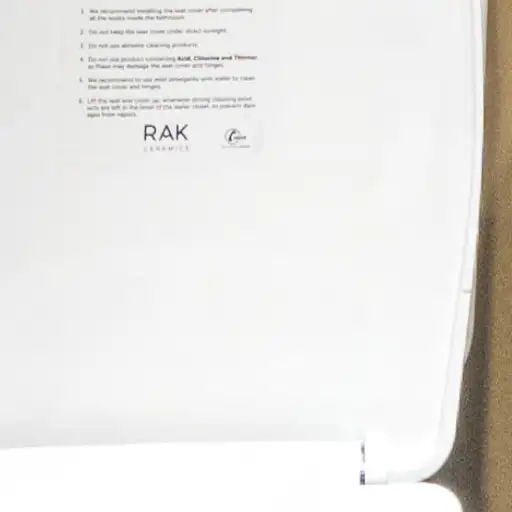 1. We recommend installing the seat cover after completing
all the works inside the bathroom.
2. Do not keep the seat cover under direct sunlight.
3. Do not use abrasive cleaning products.
4. Do not use product containing Acid, Chlorine and Thinner,
as these may damage the seat cover and hinges.
5. We recommend to use mild detergents with water to clean
the seat cover and hinges.
6. Lift the seat and cover up, whenever strong cleaning prod-
ucts are left in the bowl of the water closet, to prevent dam-
age from vapors.
RAK
CERAMICS